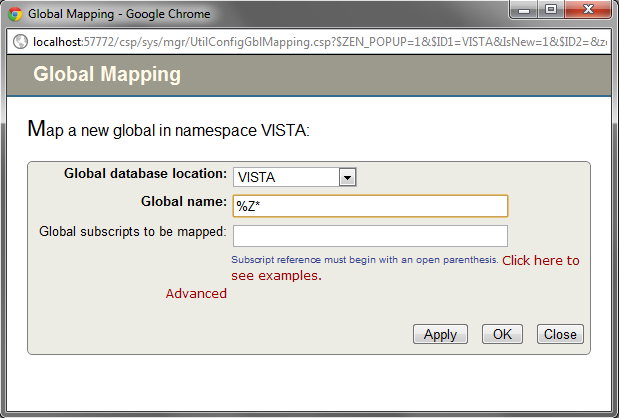 Global Mapping - Google Chrome
localhost:57772/csp/sys/mgr/UtilConfigGblMapping.csp?$ZEN_POPUP=1&$ID1=VISTA&IsNew=1&$ID2=&z
Global Mapping
Map a new global in namespace VISTA:
Global database location: VISTA
Global name: %Z*
Global subscripts to be mapped:
Subscript reference must begin with an open parenthesis. Click here to
see examples.
Advanced
Apply OK Close